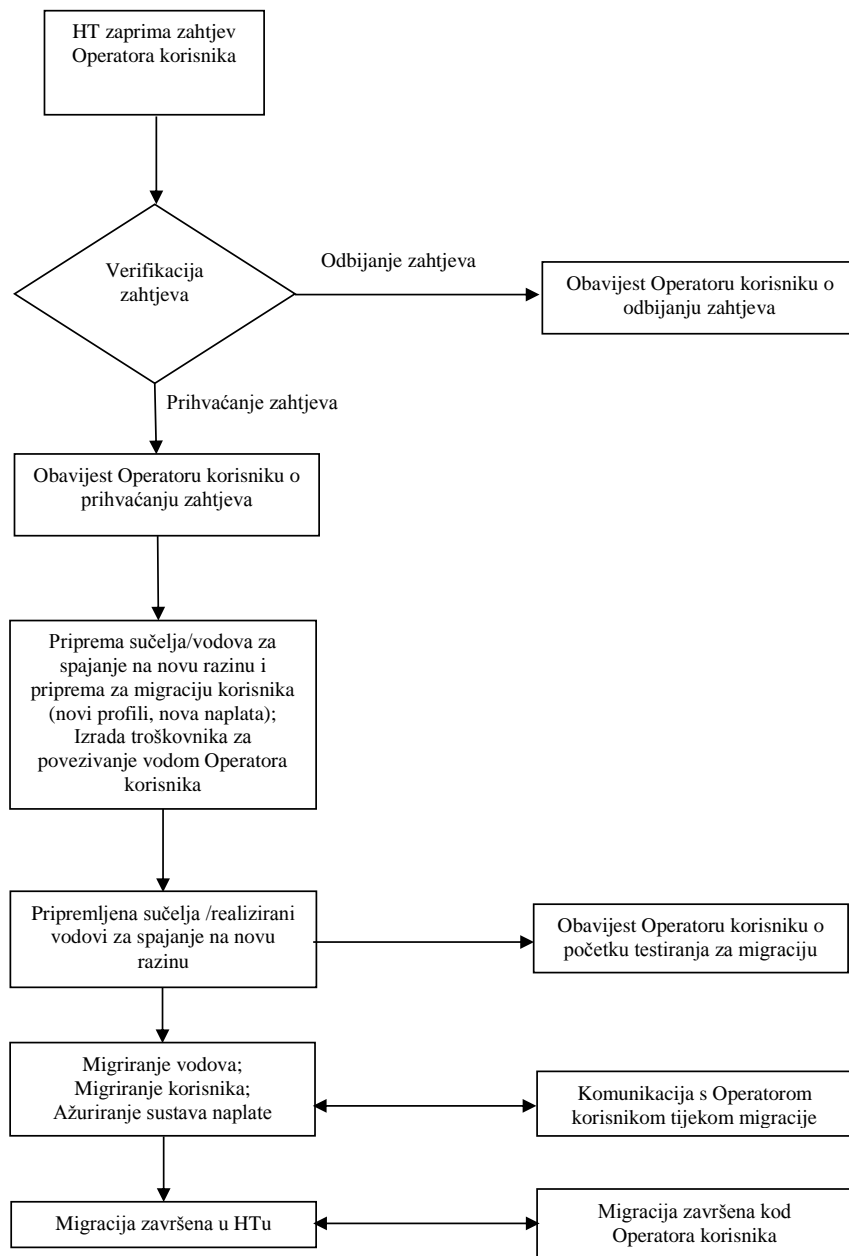 HT zaprima zahtjev
Operatora korisnika
Verifikacija
zahtjeva
Odbijanje zahtjeva
Obavijest Operatoru korisniku o
odbijanju zahtjeva
Prihvaćanje zahtjeva
Obavijest Operatoru korisniku o
prihvaćanju zahtjeva
Priprema sučelja/vodova za
spajanje na novu razinu i
priprema za migraciju korisnika
(novi profili, nova naplata);
Izrada troškovnika za
povezivanje vodom Operatora
korisnika
Pripremljena sučelja /realizirani
vodovi za spajanje na novu
razinu
Obavijest Operatoru korisniku o
početku testiranja za migraciju
Migriranje vodova;
Migriranje korisnika;
Ažuriranje sustava naplate
Komunikacija s Operatorom
korisnikom tijekom migracije
Migracija završena u HTu
Migracija završena kod
Operatora korisnika